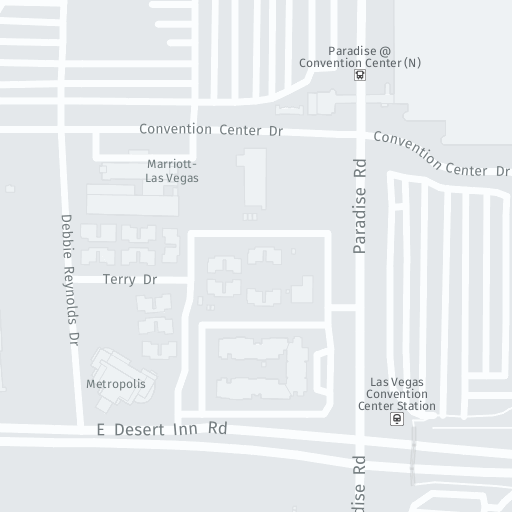 Paradise @
Convention Center (N)
Convention Center Dr
Convention Center Dr
Marriott-
Las Vegas
Paradise Rd
Debbie Reynolds Dr
Terry Dr
Metropolis
Las Vegas
Convention
Center Station
E Desert Inn Rd
dise Rd